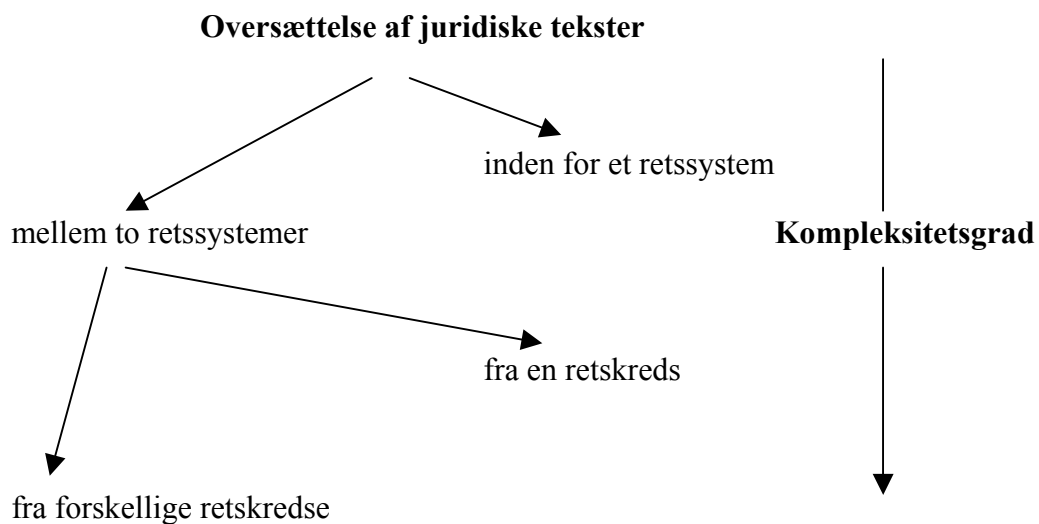 Oversættelse af juridiske tekster
inden for et retssystem
mellem to retssystemer
Kompleksitetsgrad
fra en retskreds
fra forskellige retskredse